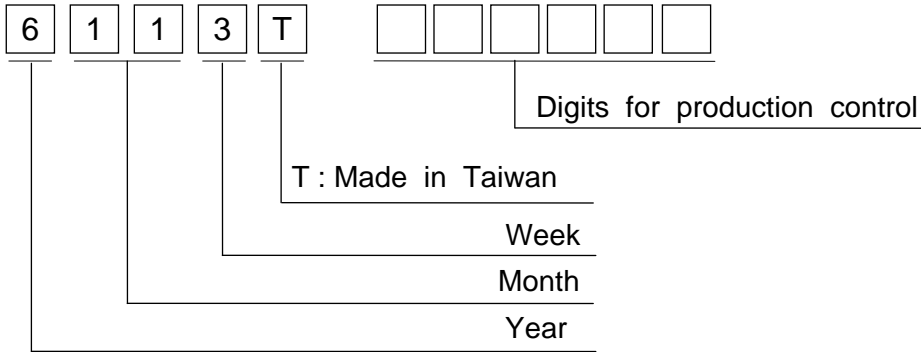 6 1 1 3 T
Digits for production control
T : Made in Taiwan
Week
Month
Year